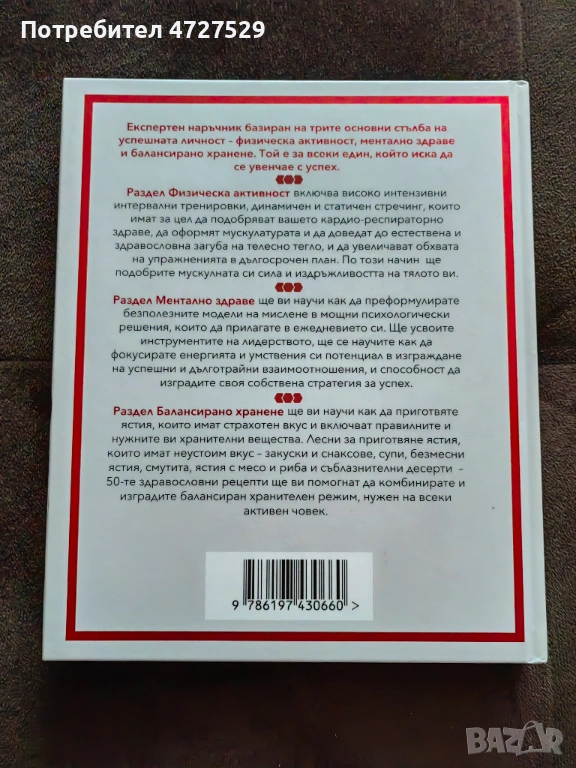 Потребител 4727529
Експертен наръчник базиран на трите основни стълба на
успешната личност - физическа активност, ментално здраве
и балансирано хранене. Той е за всеки един, който иска да
се увенчае с успех.
Раздел Физическа активност включва високо интензивни
интервални тренировки, динамичен и статичен стречинг, които
имат за цел да подобряват вашето кардио-респираторно
здраве, да оформят мускулатурата и да доведат до естествена и
здравословна загуба на телесно тегло, и да увеличават обхвата
на упражненията в дългосрочен план. По този начин ще
подобрите мускулната си сила и издръжливостта на тялото ви.
Раздел Ментално здраве ще ви научи как да преформулирате
безполезните модели на мислене в мощни психологически
решения, които да прилагате в ежедневието си. Ще усвоите
инструментите на лидерството, ще се научите как да
фокусирате енергията и умствения си потенциал в изграждане
на успешни и дълготрайни взаимоотношения, и способност да
изградите своя собствена стратегия за успех.
Раздел Балансирано хранене ще ви научи как да приготвяте
ястия, които имат страхотен вкус и включват правилните и
нужните ви хранителни вещества. Лесни за приготвяне ястия,
които имат неустоим вкус - закуски и снаксове, супи, безмесни
ястия, смутита, ястия с месо и риба и съблазнителни десерти -
50-те здравословни рецепти ще ви помогнат да комбинирате и
изградите балансиран хранителен режим, нужен на всеки
активен човек.
9 786197 430660 >
BAZAR